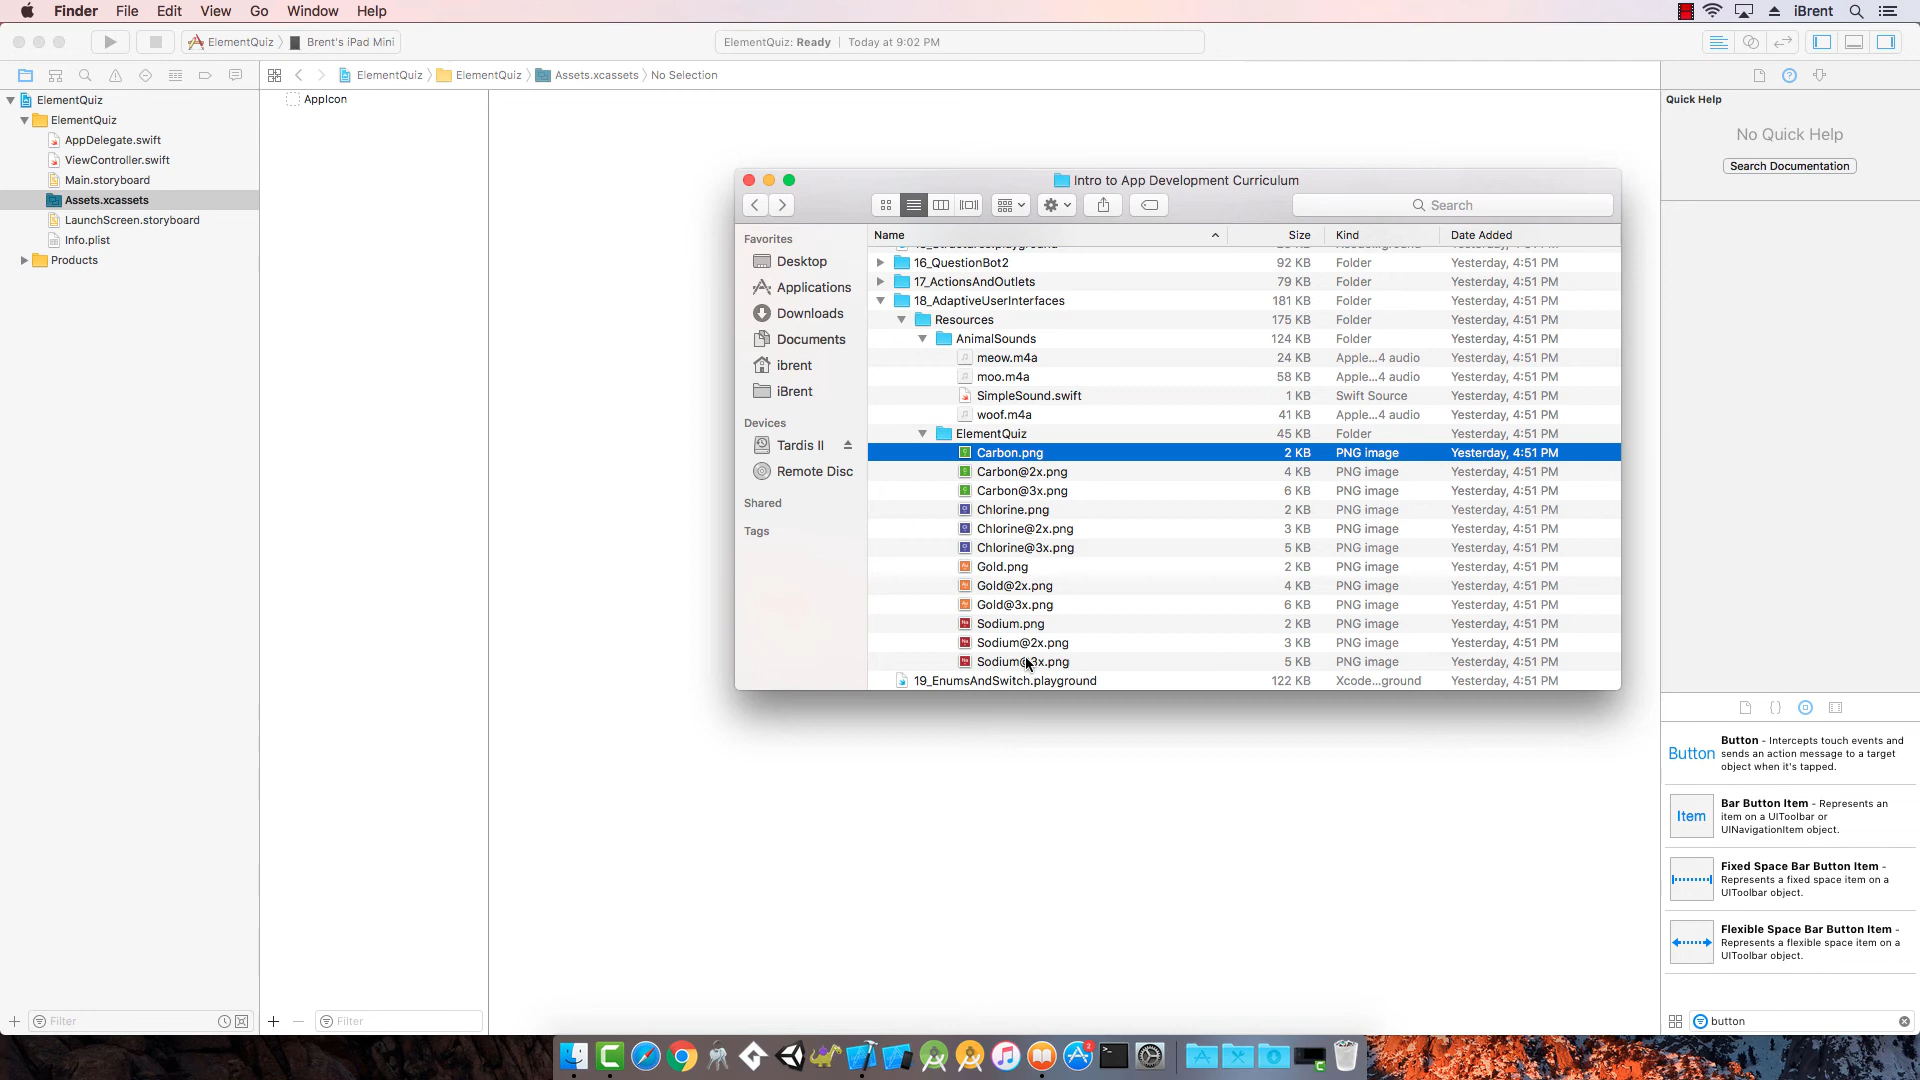 Finder File Edit View Go Window Help iBrent
ElementQuiz Brent's iPad Mini ElementQuiz: Ready Today at 9:02 PM
ElementQuiz ElementQuiz Assets.xcassets No Selection
ElementQuiz
ElementQuiz
AppDelegate.swift
ViewController.swift
Main.storyboard
Assets.xcassets
LaunchScreen.storyboard
Info.plist
Products
Filter
AppIcon
Filter
Intro to App Development Curriculum
Search
Favorites
Desktop
Applications
Downloads
Documents
ibrent
iBrent
Devices
Tardis II
Remote Disc
Shared
Tags
Name Size Kind Date Added
16_QuestionBot2 92 KB Folder Yesterday, 4:51 PM
17_ActionsAndOutlets 79 KB Folder Yesterday, 4:51 PM
18_AdaptiveUserInterfaces 181 KB Folder Yesterday, 4:51 PM
Resources 175 KB Folder Yesterday, 4:51 PM
AnimalSounds 124 KB Folder Yesterday, 4:51 PM
meow.m4a 24 KB Apple...4 audio Yesterday, 4:51 PM
moo.m4a 58 KB Apple...4 audio Yesterday, 4:51 PM
SimpleSound.swift 1 KB Swift Source Yesterday, 4:51 PM
woof.m4a 41 KB Apple...4 audio Yesterday, 4:51 PM
ElementQuiz 45 KB Folder Yesterday, 4:51 PM
Carbon.png 2 KB PNG image Yesterday, 4:51 PM
Carbon@2x.png 4 KB PNG image Yesterday, 4:51 PM
Carbon@3x.png 6 KB PNG image Yesterday, 4:51 PM
Chlorine.png 2 KB PNG image Yesterday, 4:51 PM
Chlorine@2x.png 3 KB PNG image Yesterday, 4:51 PM
Chlorine@3x.png 5 KB PNG image Yesterday, 4:51 PM
Gold.png 2 KB PNG image Yesterday, 4:51 PM
Gold@2x.png 4 KB PNG image Yesterday, 4:51 PM
Gold@3x.png 6 KB PNG image Yesterday, 4:51 PM
Sodium.png 2 KB PNG image Yesterday, 4:51 PM
Sodium@2x.png 3 KB PNG image Yesterday, 4:51 PM
Sodium@3x.png 5 KB PNG image Yesterday, 4:51 PM
19_EnumsAndSwitch.playground 122 KB Xcode...ground Yesterday, 4:51 PM
Quick Help
No Quick Help
Search Documentation
Button
Button - Intercepts touch events and
sends an action message to a target
object when it's tapped.
Item
Bar Button Item - Represents an
item on a UIToolbar or
UINavigationItem object.
Fixed Space Bar Button Item -
Represents a fixed space item on a
UIToolbar object.
Flexible Space Bar Button Item -
Represents a flexible space item on a
UIToolbar object.
button
2